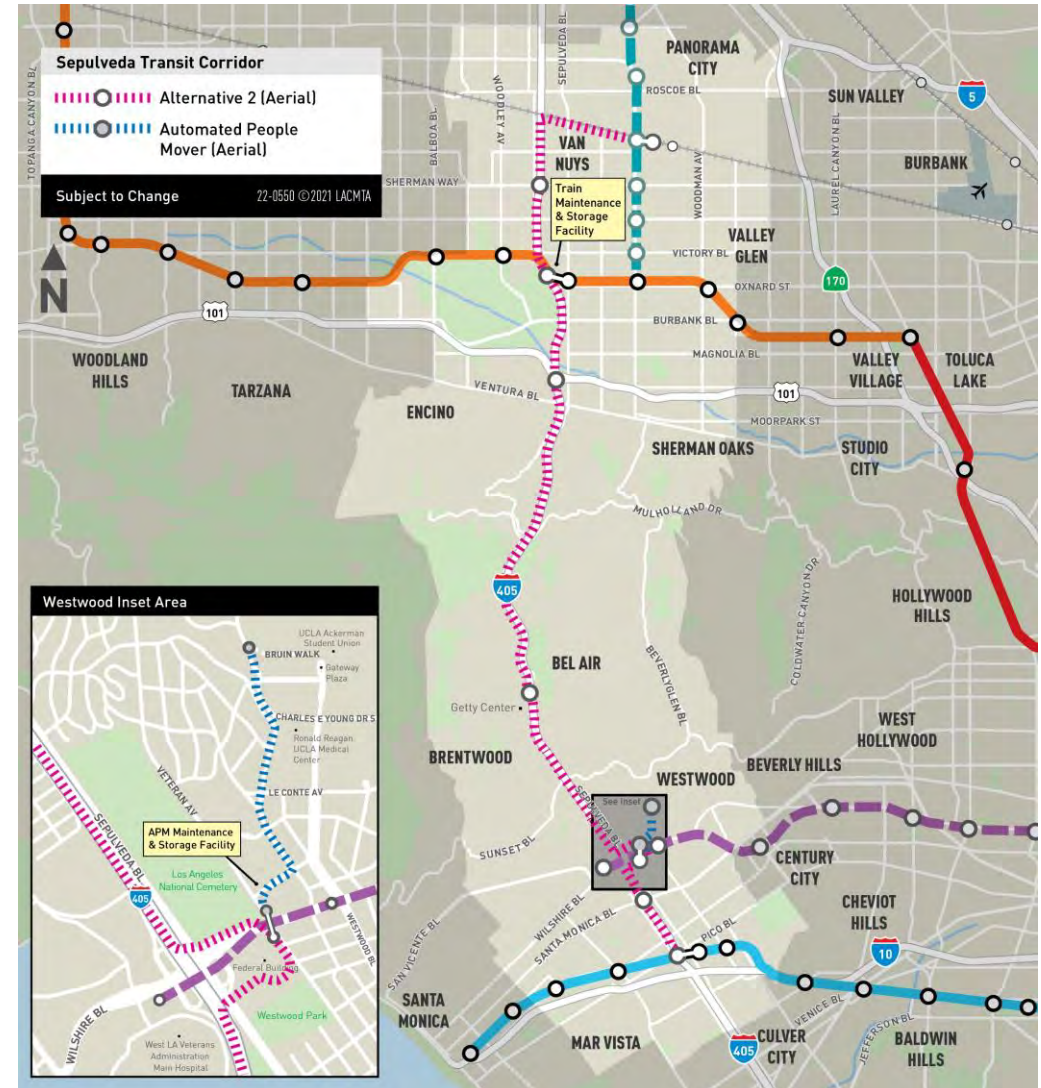 Sepulveda Transit Corridor
Alternative 2 (Aerial)
Automated People
Mover (Aerial)
Subject to Change
22-0550 ©2021 LACMTA
TOPANGA CANYON BL
BALBOA BL
WOODLEY AV
SEPULVEDA BL
PANORAMA
CITY
ROSCOE BL
SUN VALLEY
5
LAUREL CANYON BL
BURBANK
VAN
NUYS
WOODMAN AV
SHERMAN WAY
Train
Maintenance
& Storage
Facility
VALLEY
GLEN
VICTORY BL
OXNARD ST
170
N
101
BURBANK BL
MAGNOLIA BL
WOODLAND
HILLS
TARZANA
VENTURA BL
ENCINO
VALLEY
VILLAGE
TOLUCA
LAKE
101
MOORPARK ST
SHERMAN OAKS
STUDIO
CITY
MULHOLLAND DR
COLDWATER CANYON DR
405
HOLLYWOOD
HILLS
BEL AIR
BEVERLYGLEN BL
Getty Center
BRENTWOOD
WEST
HOLLYWOOD
WESTWOOD
BEVERLY HILLS
See Inset
SEPULVEDA BL
SUNSET BL
CENTURY
CITY
WILSHIRE BL
SANTA MONICA BL
PICO BL
CHEVIOT
HILLS
10
SAN VICENTE BL
SANTA
MONICA
MAR VISTA
VENICE BL
JEFFERSON BL
405
CULVER
CITY
BALDWIN
HILLS
Westwood Inset Area
UCLA Ackerman
Student Union
BRUIN WALK
Gateway
Plaza
CHARLES E YOUNG DR S
Ronald Reagan
UCLA Medical
Center
VETERAN AV
LE CONTE AV
APM Maintenance
& Storage Facility
SEPULVEDA BL
405
Los Angeles
National Cemetery
WESTWOOD BL
Federal Building
Westwood Park
WILSHIRE BL
West LA Veterans
Administration
Main Hospital